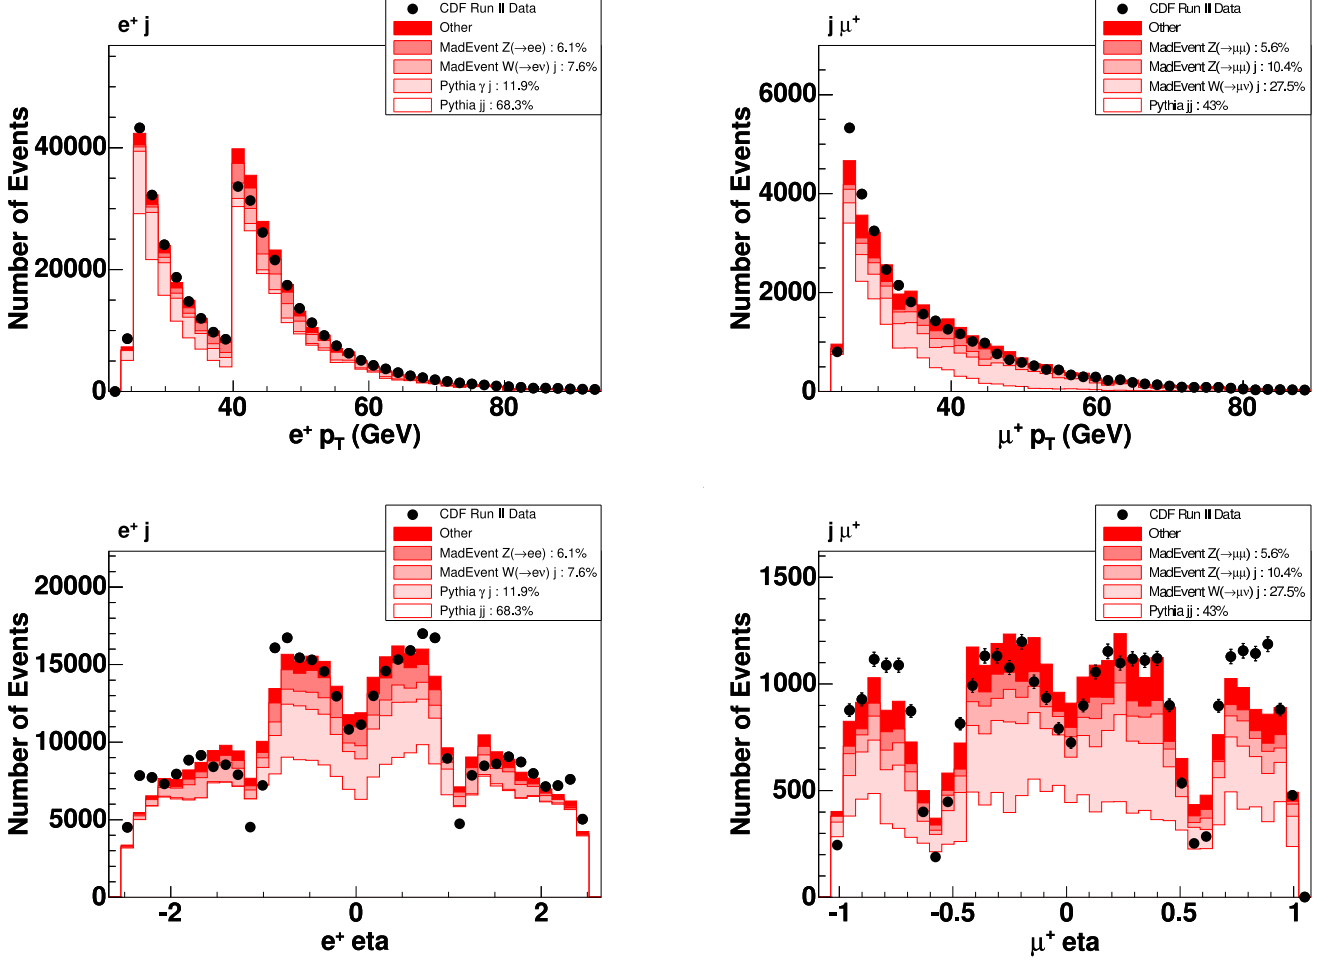 e⁺ j
CDF Run II Data
Other
MadEvent Z(→ee) : 6.1%
MadEvent W(→eν) j : 7.6%
Pythia γ j : 11.9%
Pythia jj : 68.3%
Number of Events
40000
20000
0
40
60
80
e⁺ p_T (GeV)
j μ⁺
CDF Run II Data
Other
MadEvent Z(→μμ) : 5.6%
MadEvent Z(→μμ) j : 10.4%
MadEvent W(→μν) j : 27.5%
Pythia jj : 43%
Number of Events
6000
4000
2000
0
40
60
80
μ⁺ p_T (GeV)
e⁺ j
CDF Run II Data
Other
MadEvent Z(→ee) : 6.1%
MadEvent W(→eν) j : 7.6%
Pythia γ j : 11.9%
Pythia jj : 68.3%
Number of Events
20000
15000
10000
5000
0
-2
0
2
e⁺ eta
j μ⁺
CDF Run II Data
Other
MadEvent Z(→μμ) : 5.6%
MadEvent Z(→μμ) j : 10.4%
MadEvent W(→μν) j : 27.5%
Pythia jj : 43%
Number of Events
1500
1000
500
0
-1
-0.5
0
0.5
1
μ⁺ eta